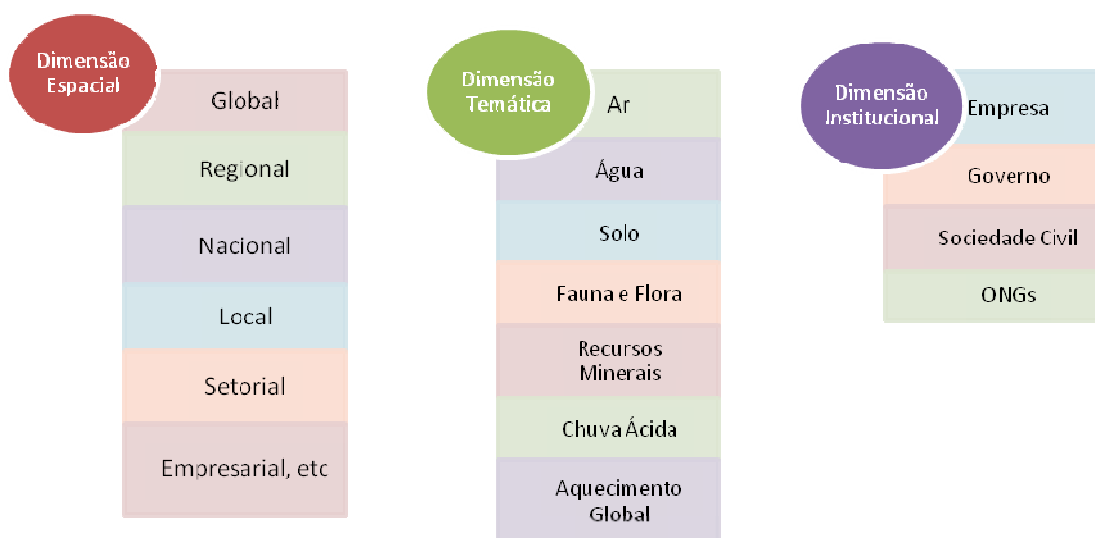 Dimensão
Espacial
Global
Regional
Nacional
Local
Setorial
Empresarial, etc
Dimensão
Temática
Ar
Água
Solo
Fauna e Flora
Recursos
Minerais
Chuva Ácida
Aquecimento
Global
Dimensão
Institucional
Empresa
Governo
Sociedade Civil
ONGs